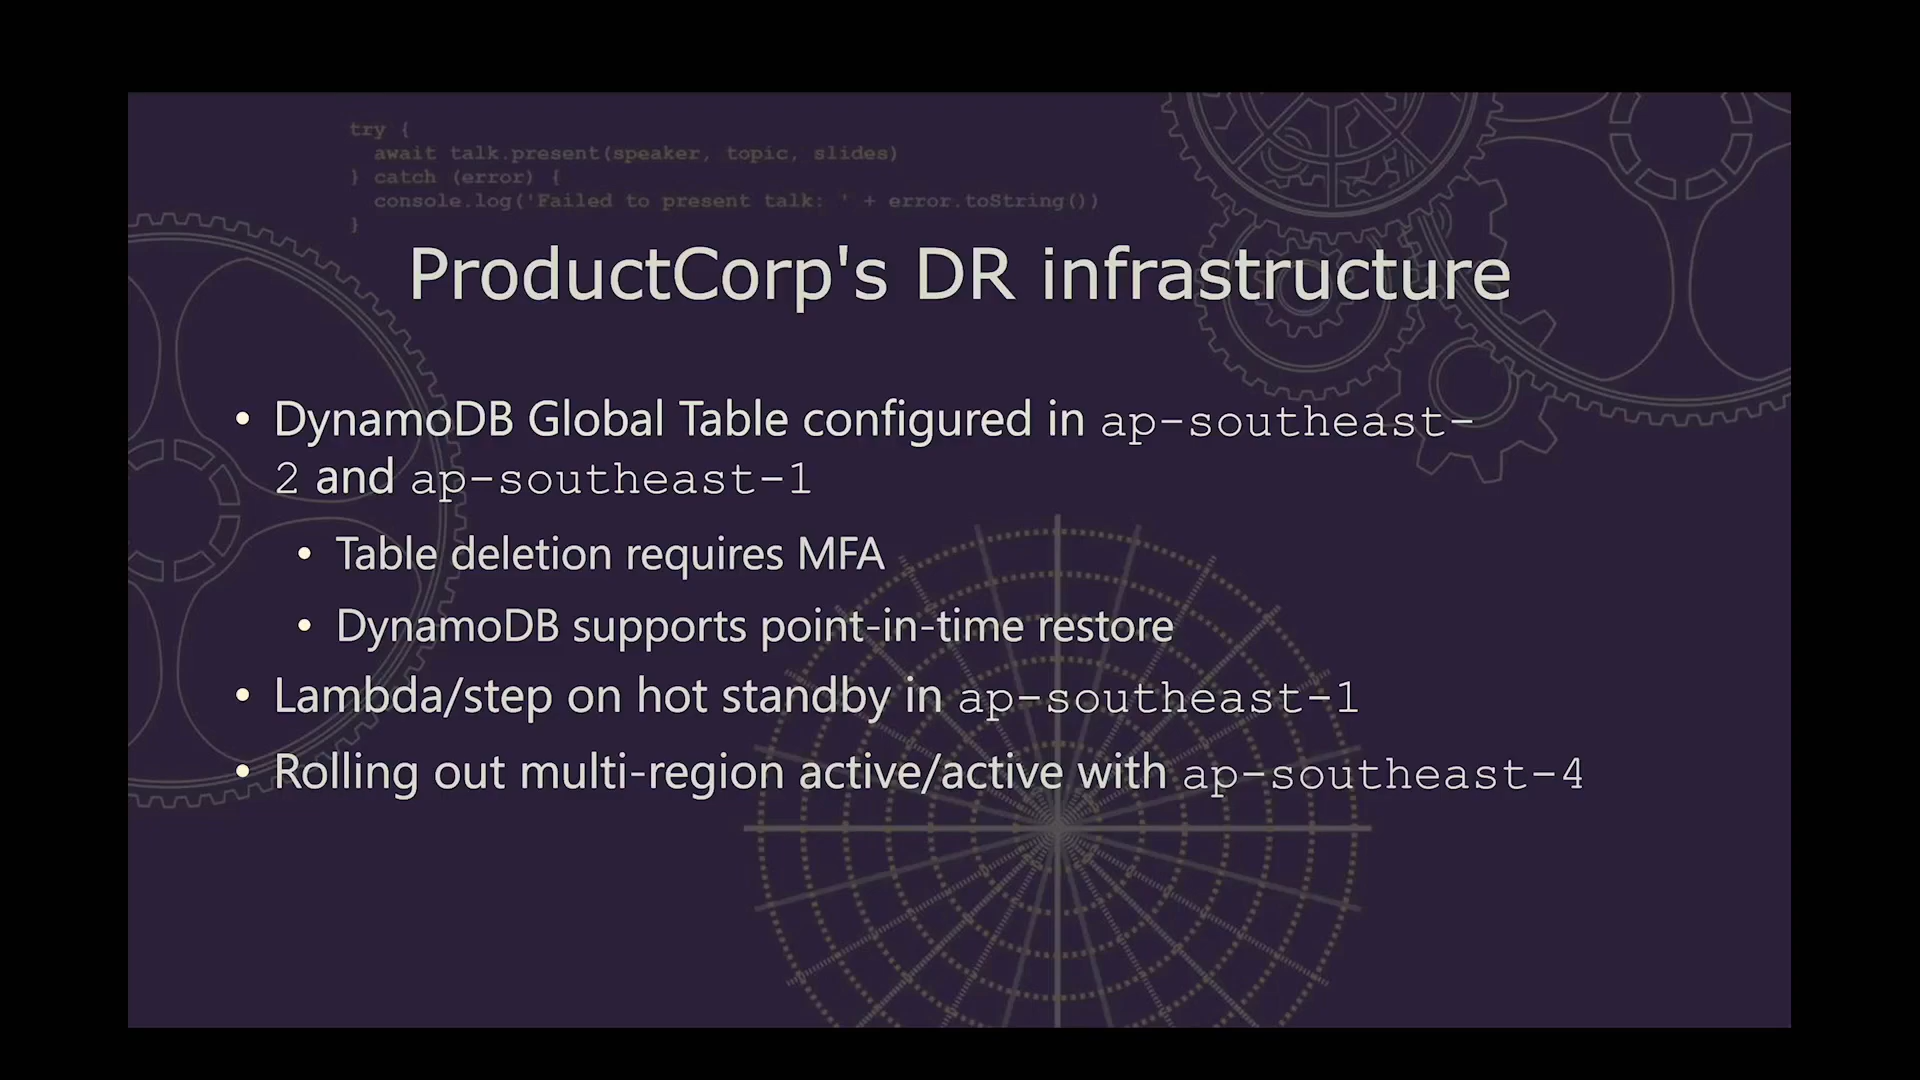 try {
  await talk.present(speaker, topic, slides)
} catch (error) {
  console.log('Failed to present talk: ' + error.toString())
}
ProductCorp's DR infrastructure
• DynamoDB Global Table configured in ap-southeast-
2 and ap-southeast-1
• Table deletion requires MFA
• DynamoDB supports point-in-time restore
• Lambda/step on hot standby in ap-southeast-1
• Rolling out multi-region active/active with ap-southeast-4